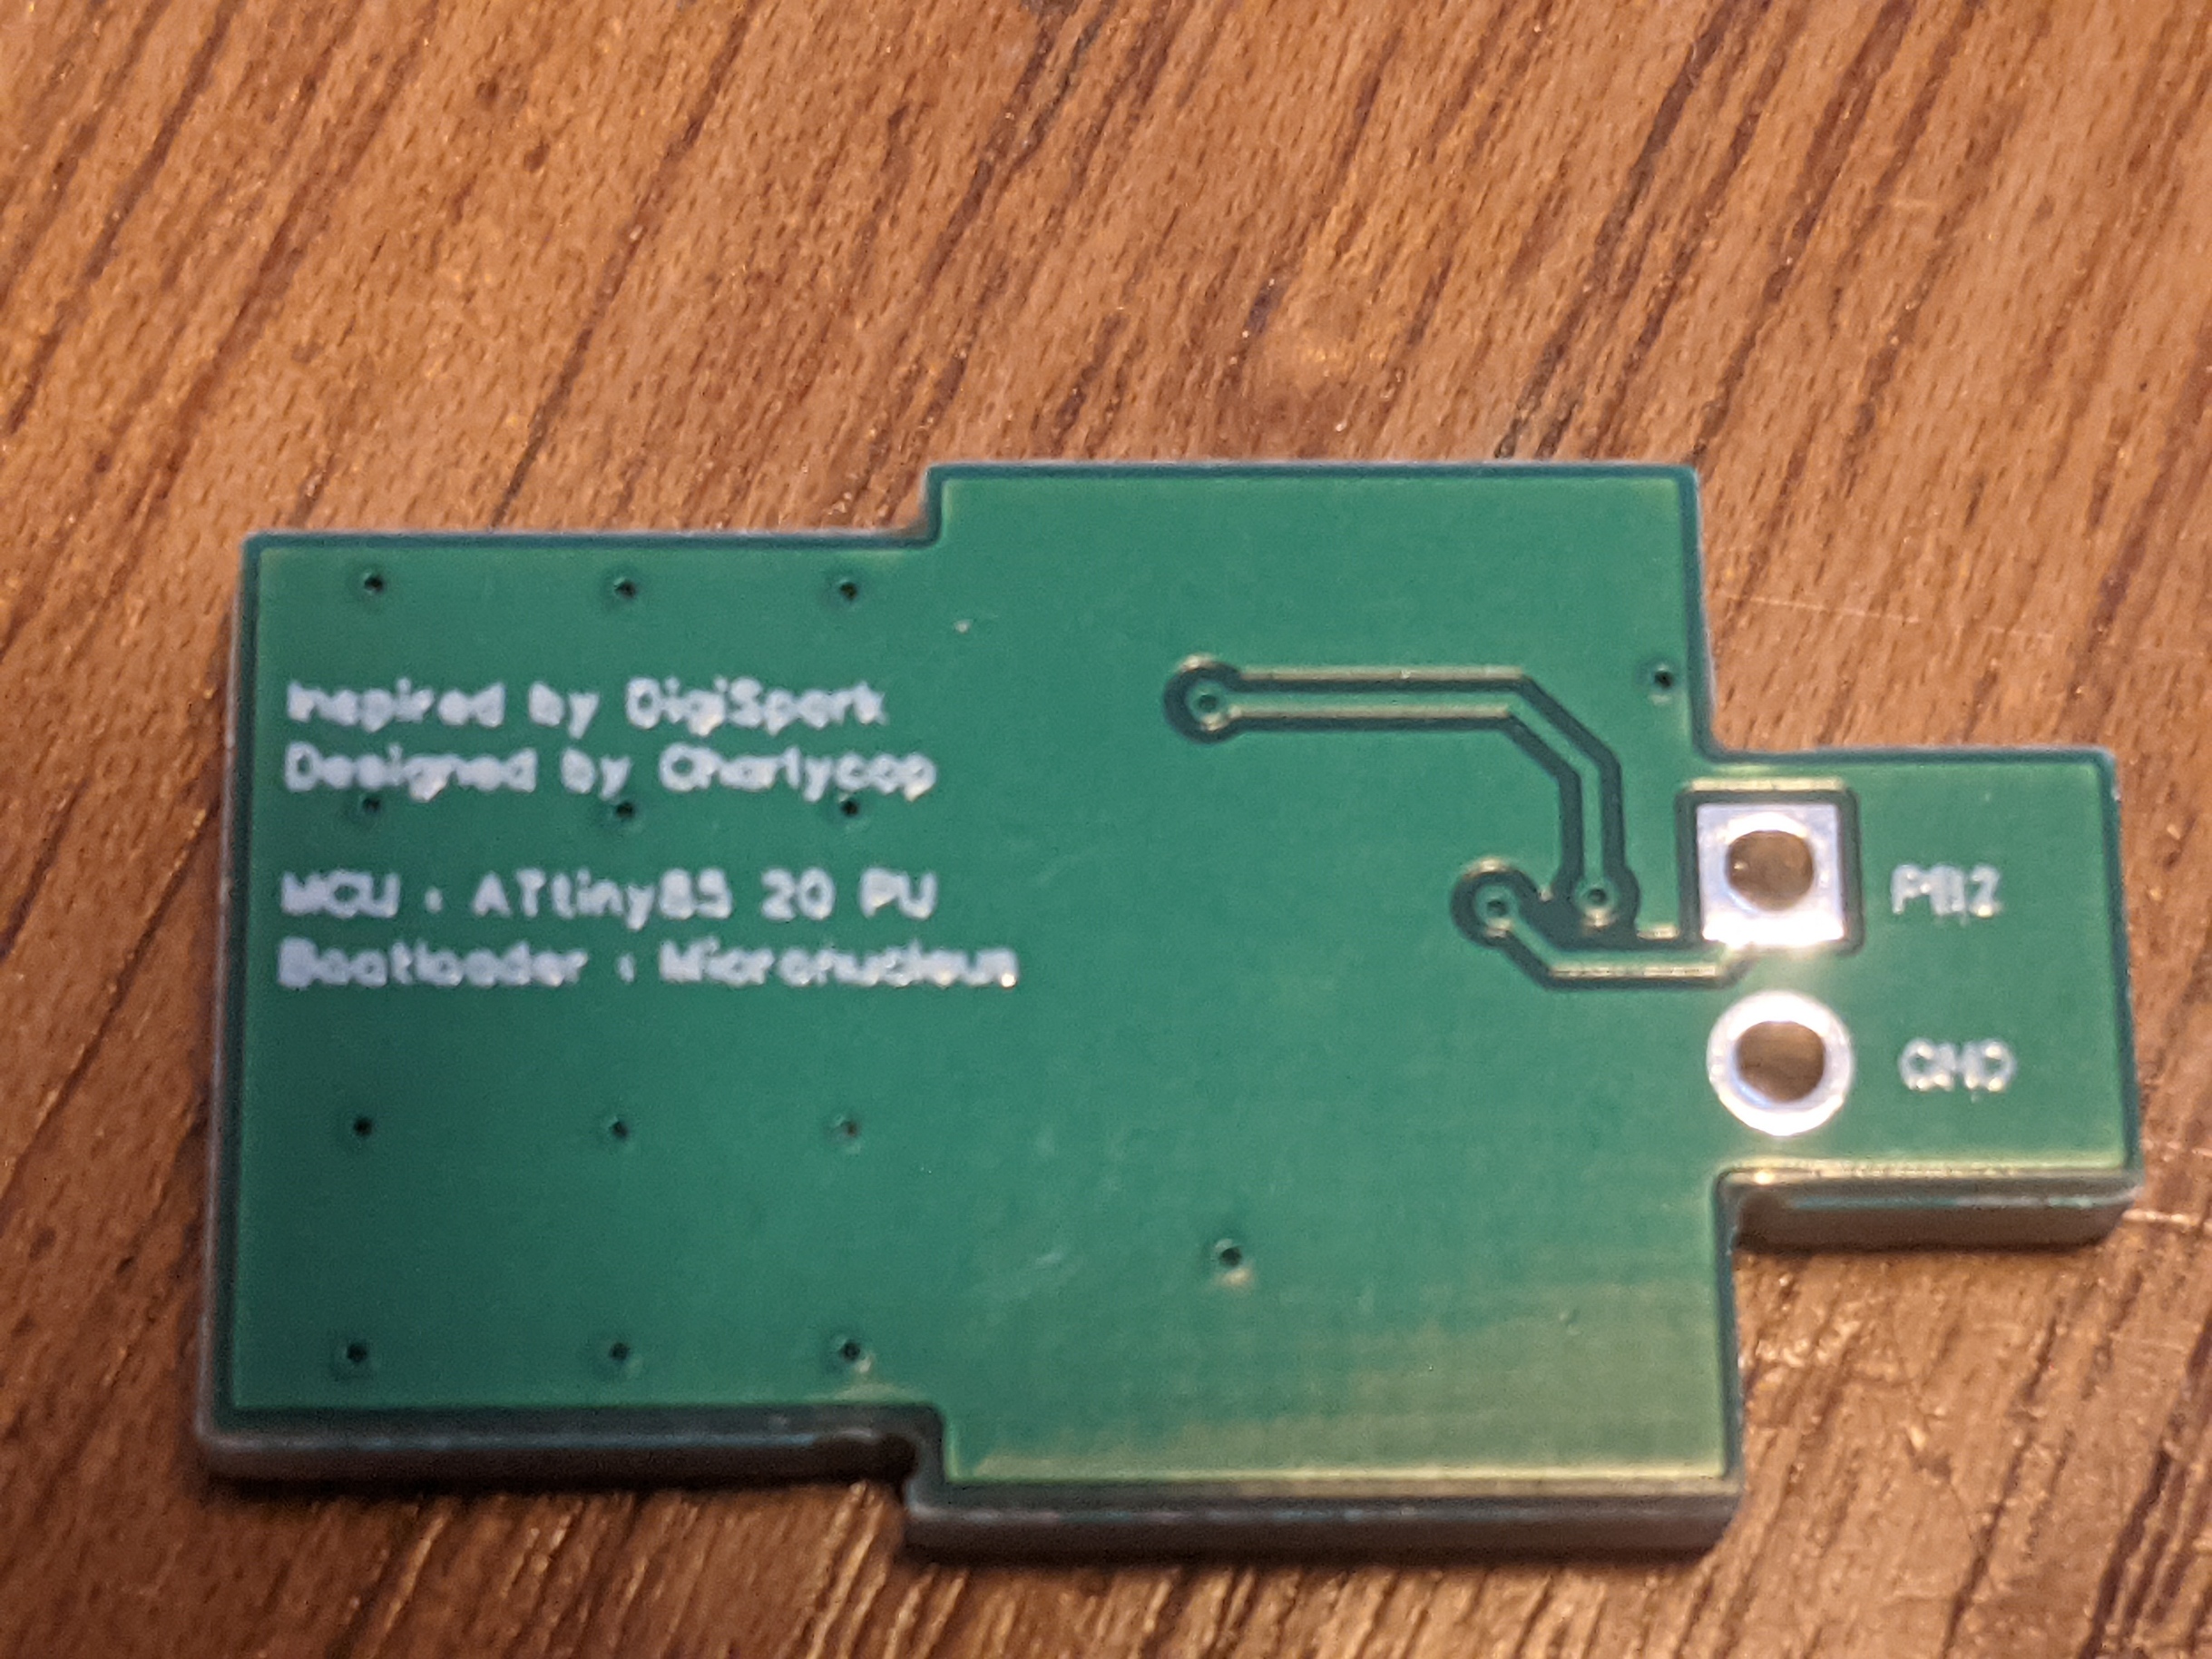 Inspired by DigiSpark
Designed by Charlycop
MCU : ATtiny85 20 PU
Bootloader : Micronucleus
PB2
GND